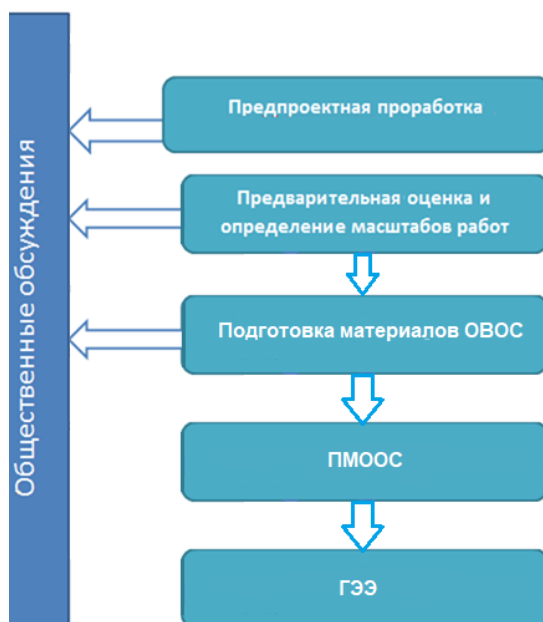 Общественные обсуждения
Предпроектная проработка
Предварительная оценка и
определение масштабов работ
Подготовка материалов ОВОС
ПМООС
ГЭЭ